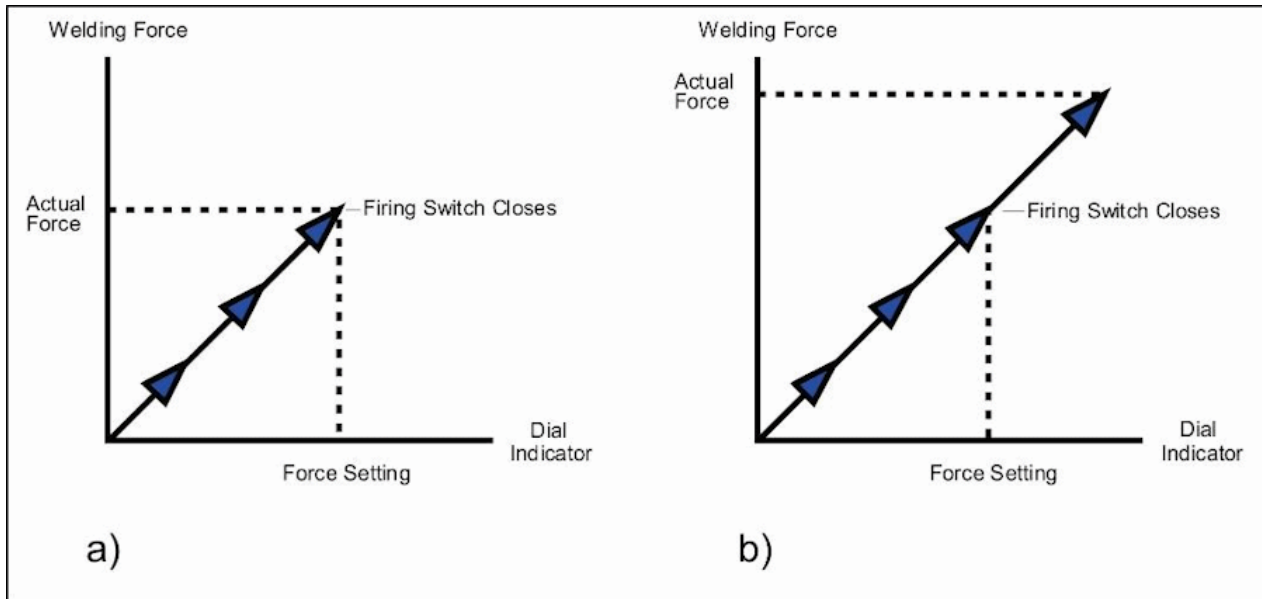 Welding Force
Actual
Force
Firing Switch Closes
Dial
Indicator
Force Setting
a)
Welding Force
Actual
Force
Firing Switch Closes
Dial
Indicator
Force Setting
b)